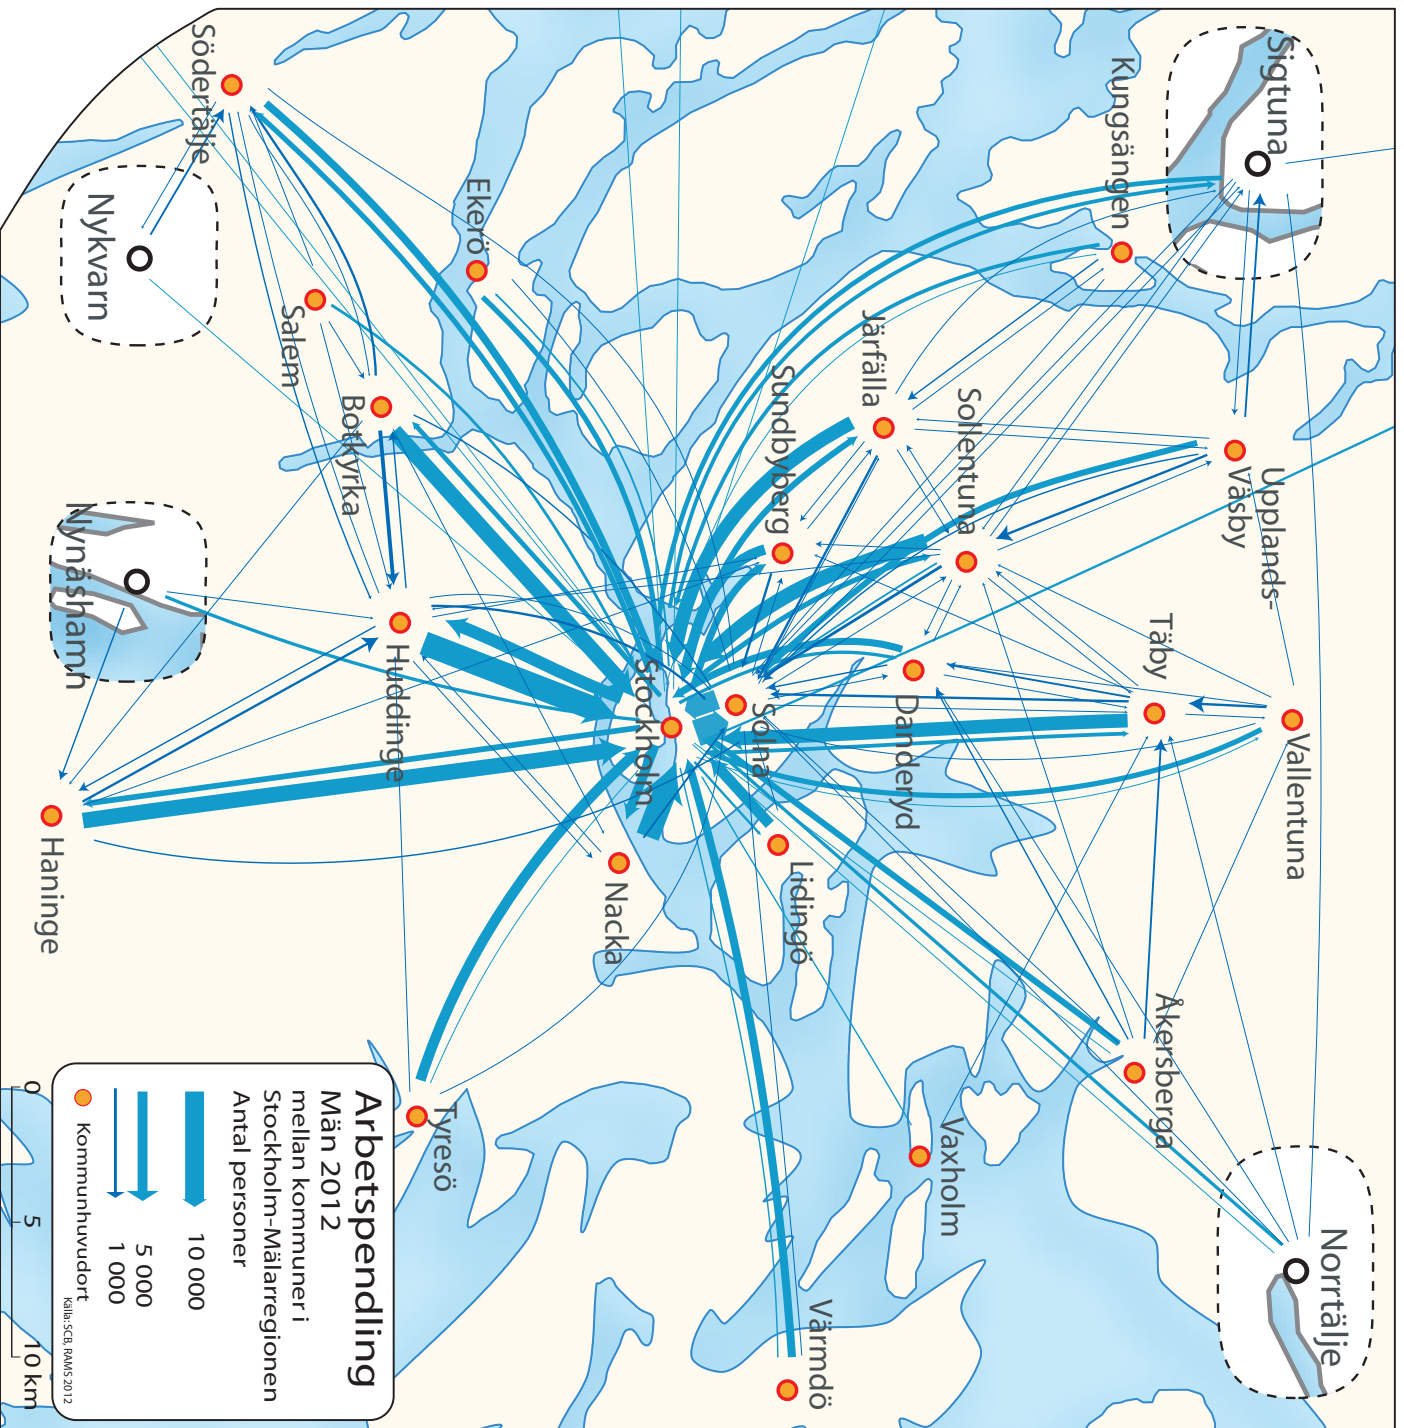 Norrtälje
Sigtuna
Vallentuna
Upplands-
Väsby
Täby
Åkersberga
Kungsängen
Sollentuna
Vaxholm
Danderyd
Järfälla
Värmdö
Lidingö
Sundbyberg
Solna
Stockholm
Nacka
Ekerö
Tyresö
Huddinge
Botkyrka
Salem
Södertälje
Nykvarn
Nynäshamn
Haninge
Arbetspendling
Män 2012
mellan kommuner i
Stockholm-Mälarregionen
Antal personer
10 000
5 000
1 000
Kommunhuvudort
Källa: SCB, RAMS 2012
0 5 10 km